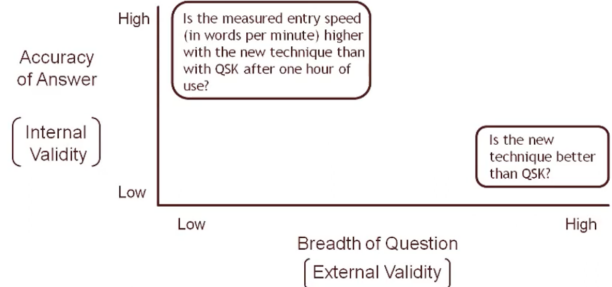 High
Is the measured entry speed
(in words per minute) higher
with the new technique than
with QSK after one hour of
use?
Accuracy
of Answer
Internal
Validity
Is the new
technique better
than QSK?
Low
Low
High
Breadth of Question
External Validity